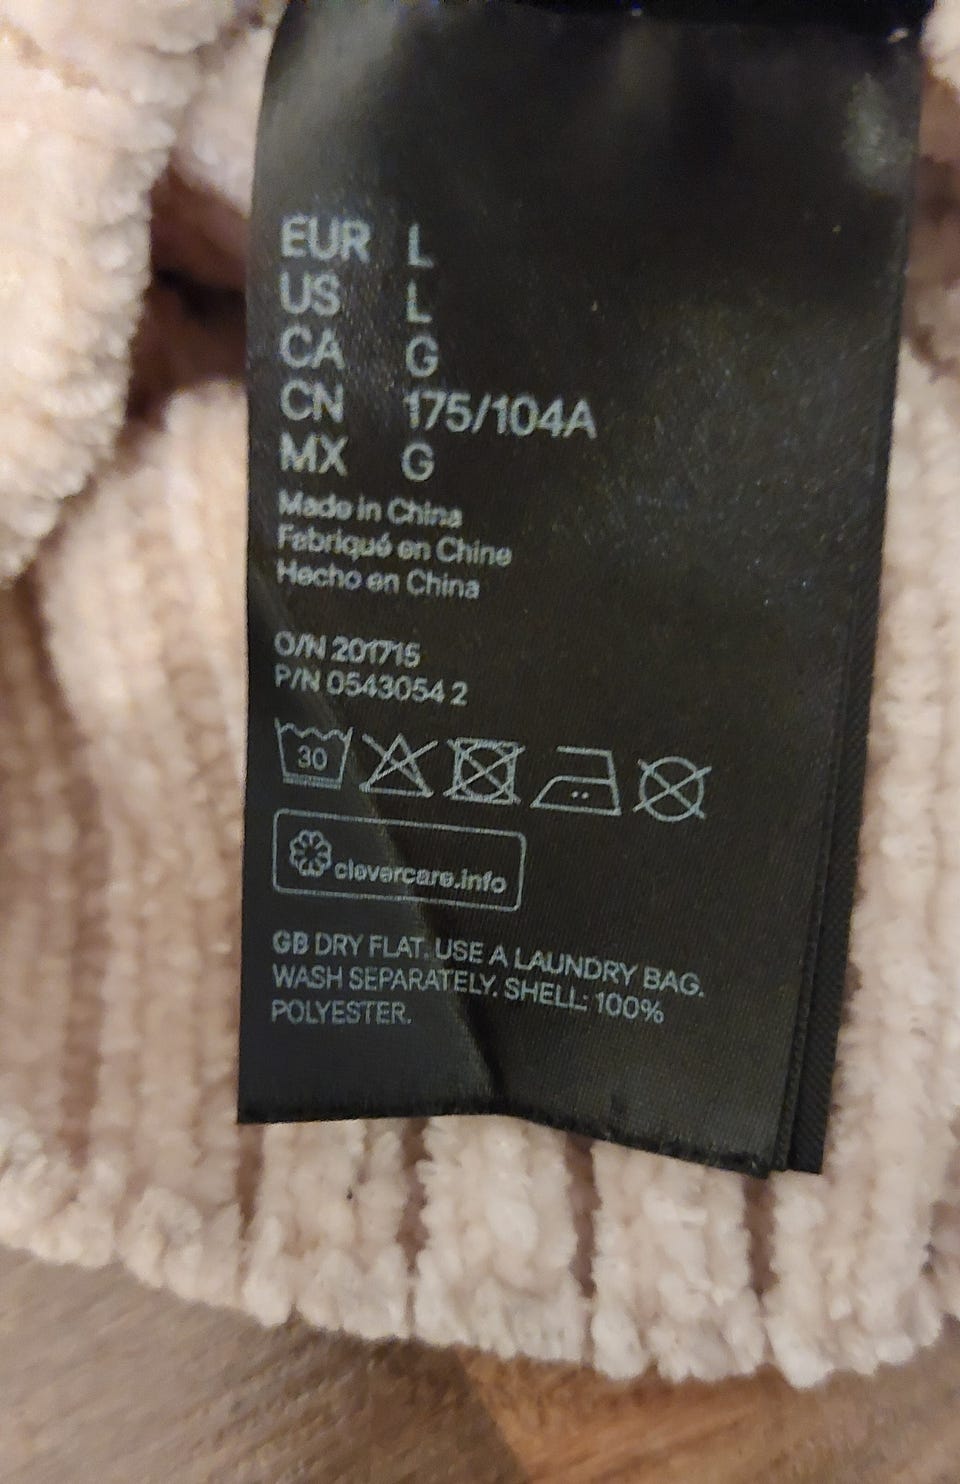 EUR L
US L
CA G
CN 175/104A
MX G
Made in China
Fabriqué en Chine
Hecho en China
O/N 201715
P/N 0543054 2
30
clevercare.info
GB DRY FLAT. USE A LAUNDRY BAG.
WASH SEPARATELY. SHELL: 100%
POLYESTER.